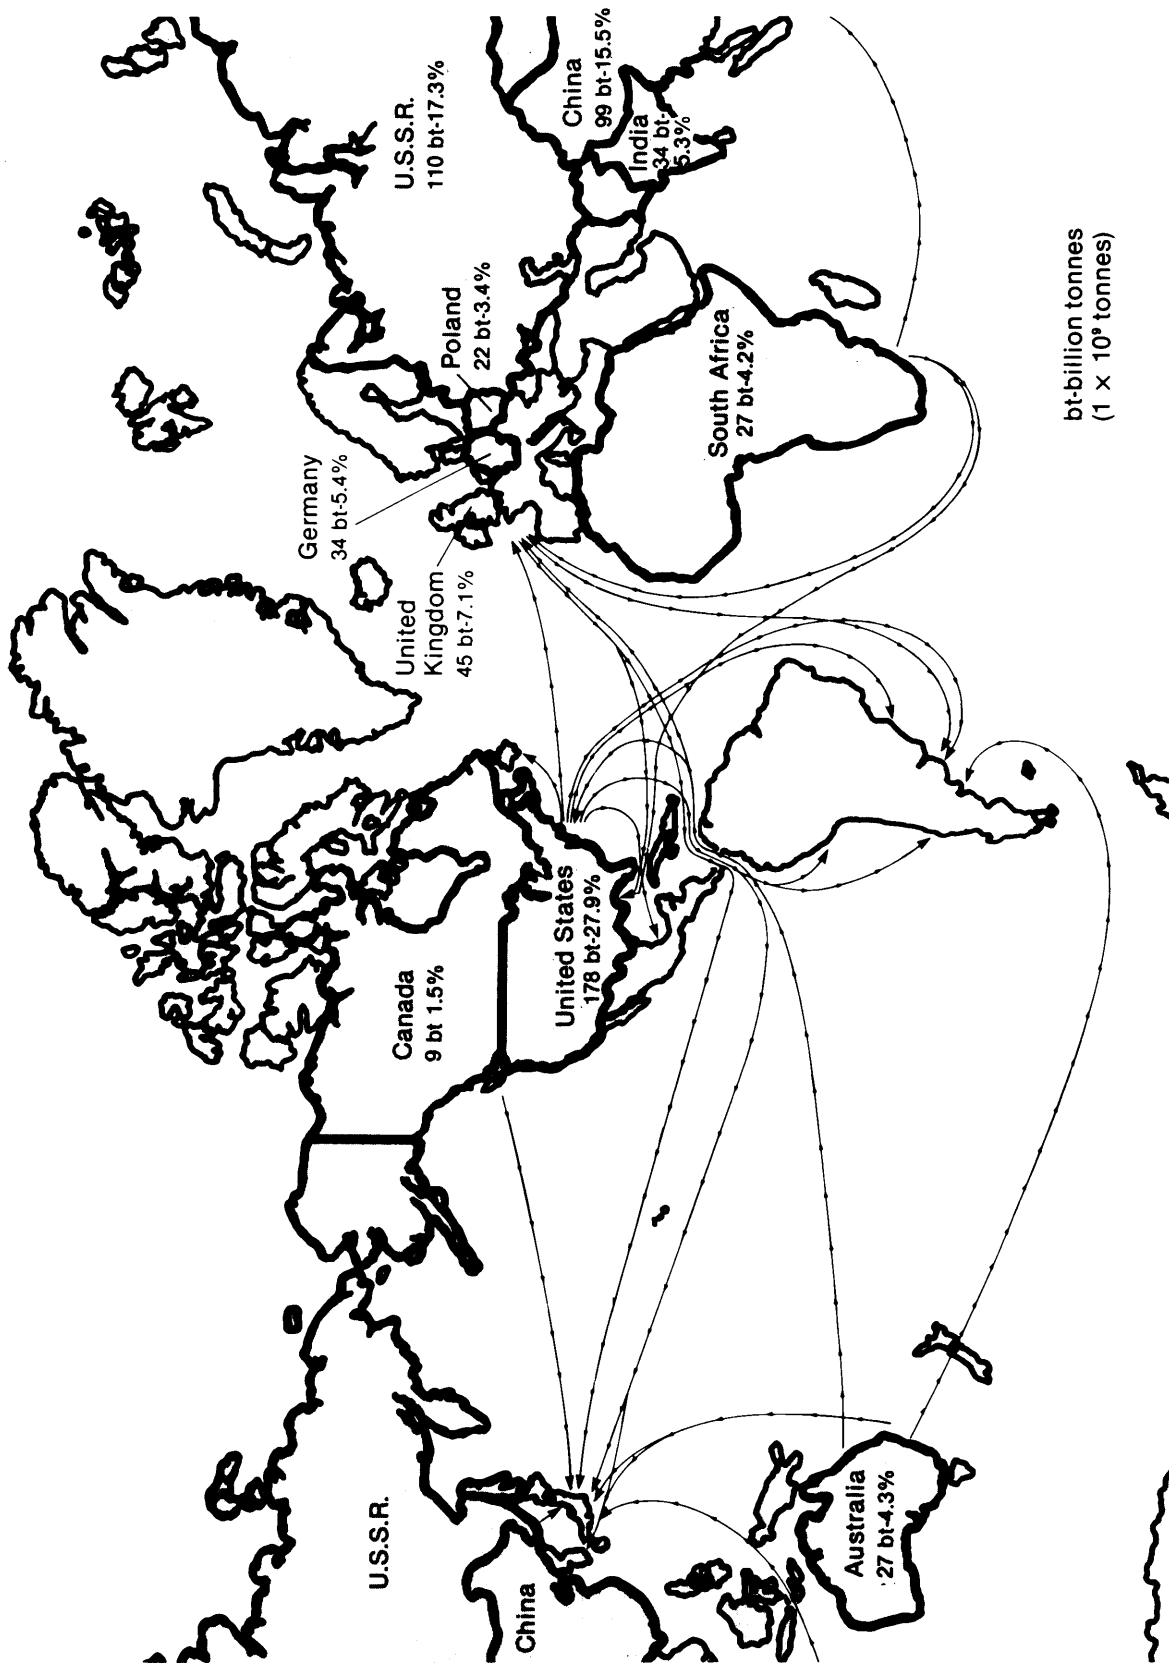 U.S.S.R.
China
Australia
27 bt-4.3%
Canada
9 bt 1.5%
United States
178 bt-27.9%
United
Kingdom
45 bt-7.1%
Germany
34 bt-5.4%
Poland
22 bt-3.4%
South Africa
27 bt-4.2%
U.S.S.R.
110 bt-17.3%
China
99 bt-15.5%
India
34 bt-
5.3%
bt-billion tonnes
(1 × 10⁹ tonnes)